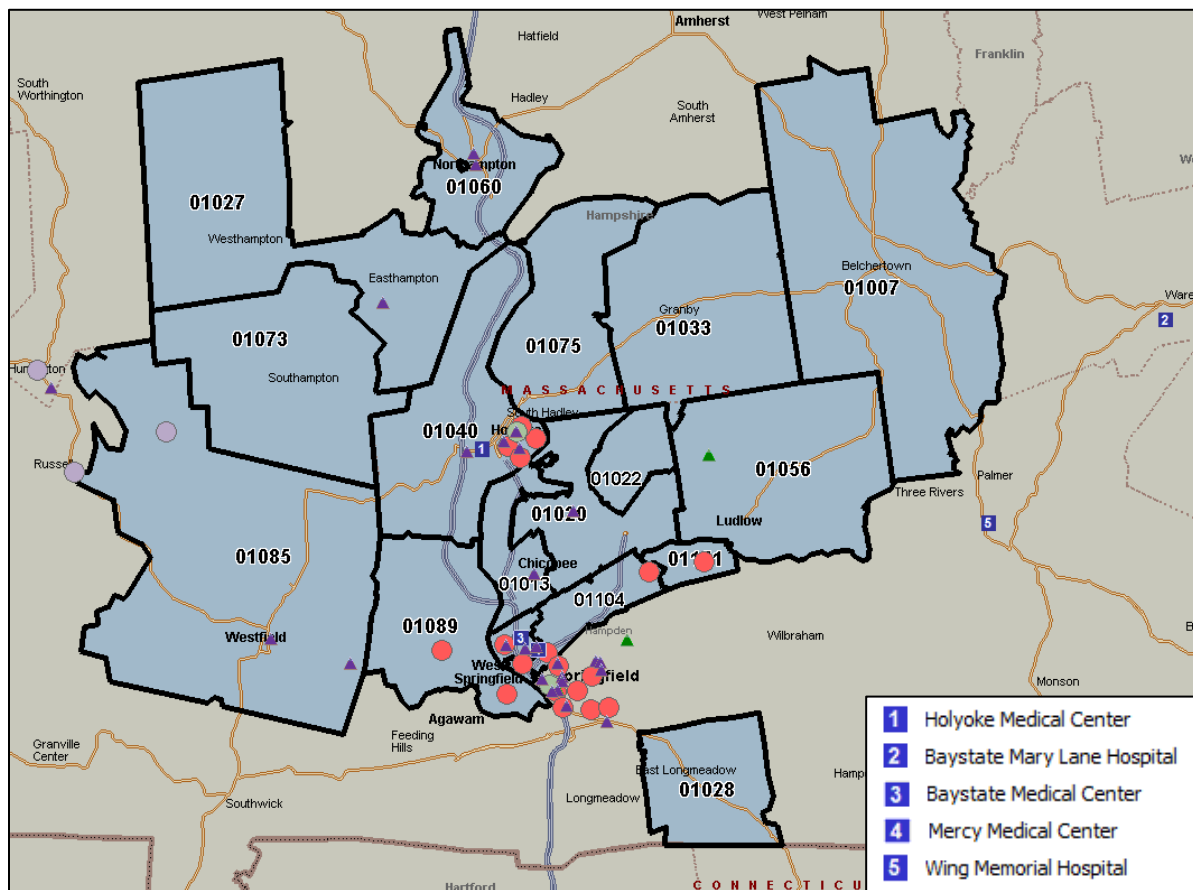 West Pelham
Amherst
Hatfield
Franklin
South
Worthington
Hadley
South
Amherst
Northampton
01060
01027
Westhampton
Hampshire
Easthampton
Belchertown
01007
Granby
01033
01073
01075
Southampton
MASSACHUSETTS
South Hadley
01040
1
2
Russell
01022
01056
Palmer
Three Rivers
01020
Ludlow
5
01085
Chicopee
01013
01104
Hampden
01089
Westfield
3
Wilbraham
West
Springfield
Springfield
Monson
Agawam
Feeding
Hills
Granville
Center
East Longmeadow
01028
Longmeadow
Southwick
Hartford
CONNECTICU
1 Holyoke Medical Center
2 Baystate Mary Lane Hospital
3 Baystate Medical Center
4 Mercy Medical Center
5 Wing Memorial Hospital